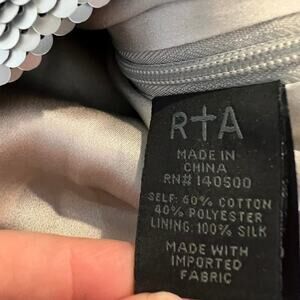 R†A
MADE IN
CHINA
RN# 140500
SELF: 60% COTTON
40% POLYESTER
LINING: 100% SILK
MADE WITH
IMPORTED
FABRIC